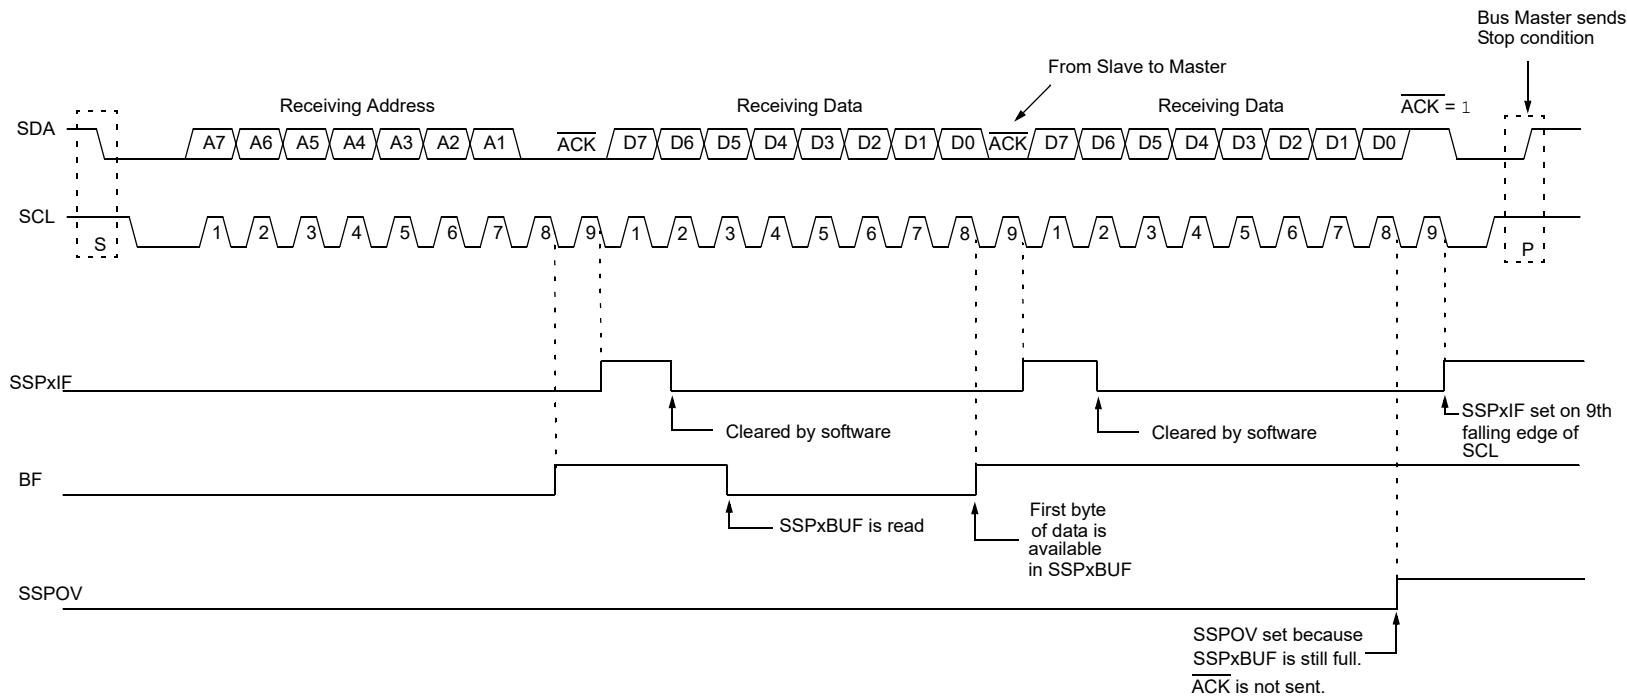 Bus Master sends
Stop condition
From Slave to Master
Receiving Address
Receiving Data
Receiving Data
ACK = 1
SDA
A7 A6 A5 A4 A3 A2 A1 ACK D7 D6 D5 D4 D3 D2 D1 D0 ACK D7 D6 D5 D4 D3 D2 D1 D0
SCL
S 1 2 3 4 5 6 7 8 9 1 2 3 4 5 6 7 8 9 1 2 3 4 5 6 7 8 9 P
SSPxIF
Cleared by software
Cleared by software
SSPxIF set on 9th
falling edge of
SCL
BF
SSPxBUF is read
First byte
of data is
available
in SSPxBUF
SSPOV
SSPOV set because
SSPxBUF is still full.
ACK is not sent.